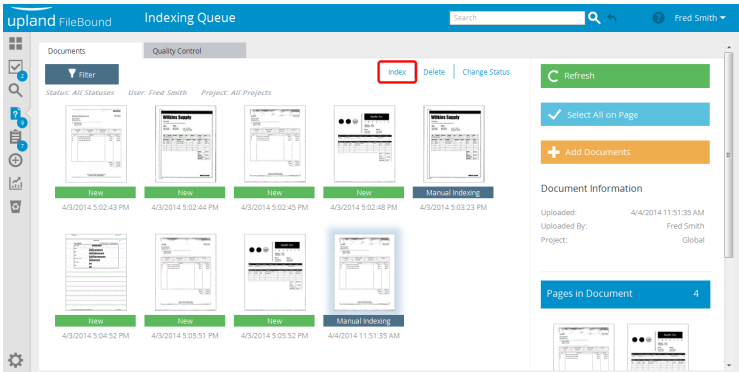 upland FileBound
Indexing Queue
Search
Fred Smith
Documents
Quality Control
Filter
Index
Delete
Change Status
Status: All Statuses User: Fred Smith Project: All Projects
2
9
7
Wilkins Supply
Wilkins Supply
New
New
New
New
Manual Indexing
4/3/2014 5:02:43 PM
4/3/2014 5:02:44 PM
4/3/2014 5:02:45 PM
4/3/2014 5:02:48 PM
4/3/2014 5:03:23 PM
New
New
New
Manual Indexing
4/3/2014 5:04:52 PM
4/3/2014 5:05:51 PM
4/3/2014 5:05:52 PM
4/4/2014 11:51:35 AM
Refresh
Select All on Page
Add Documents
Document Information
Uploaded: 4/4/2014 11:51:35 AM
Uploaded By: Fred Smith
Project: Global
Pages in Document 4